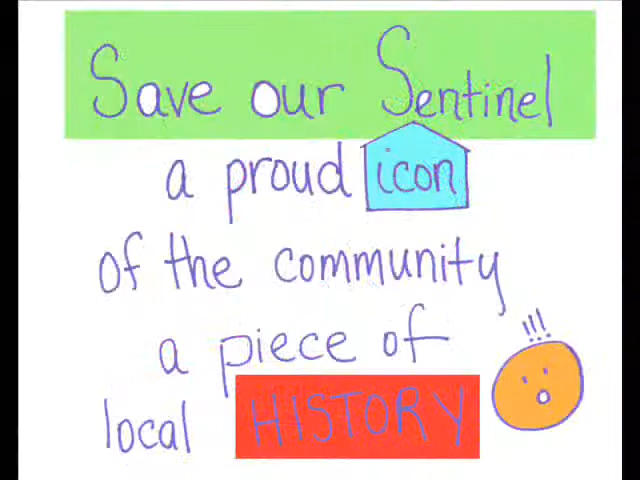 Save our Sentinel
a proud icon
of the community
a piece of
!!!
local HISTORY